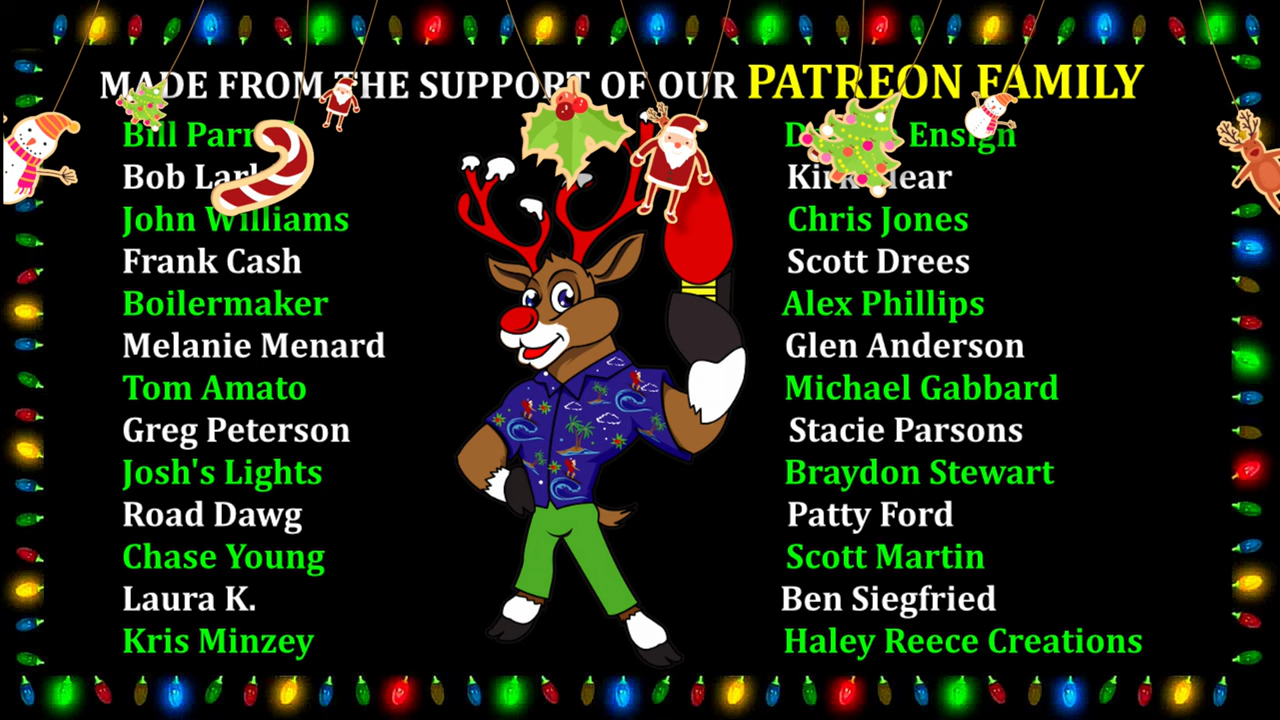 MADE FROM THE SUPPORT OF OUR PATREON FAMILY
Bill
Bob
John Williams
Frank Cash
Boilermaker
Melanie Menard
Tom Amato
Greg Peterson
Josh's Lights
Road Dawg
Chase Young
Laura K.
Kris Minzey
Ensign
Chris Jones
Scott Drees
Alex Phillips
Glen Anderson
Michael Gabbard
Stacie Parsons
Braydon Stewart
Patty Ford
Scott Martin
Ben Siegfried
Haley Reece Creations